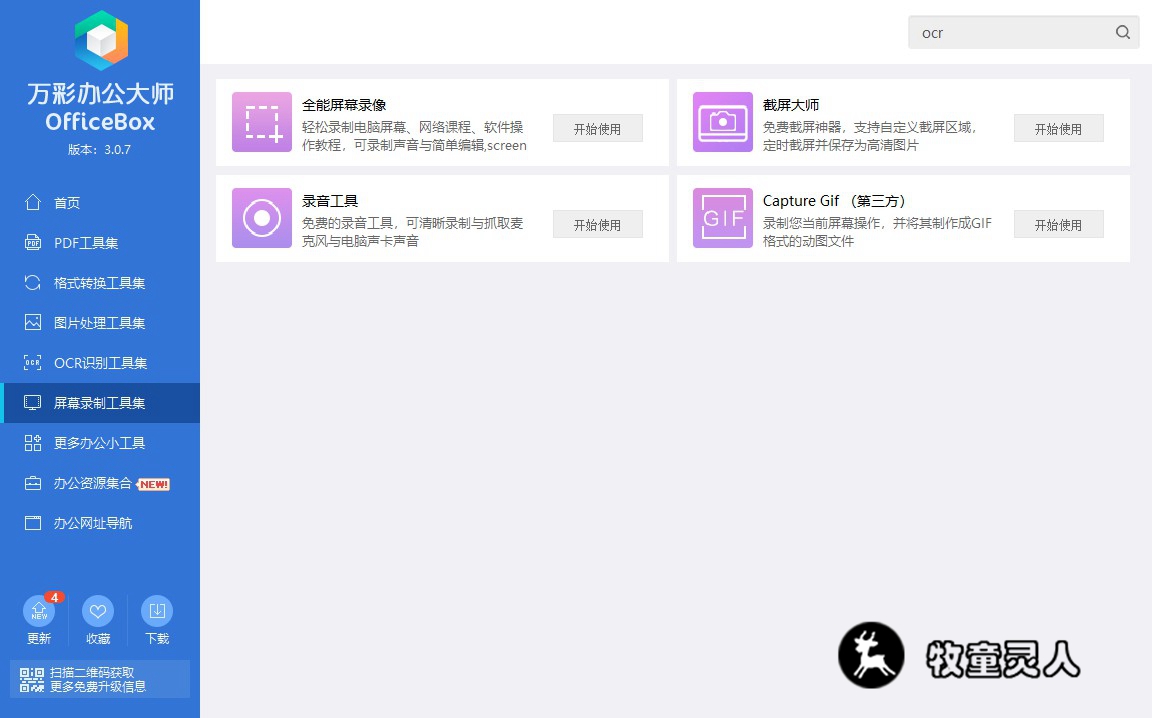 万彩办公大师
OfficeBox
版本：3.0.7
首页
PDF工具集
格式转换工具集
图片处理工具集
OCR识别工具集
屏幕录制工具集
更多办公小工具
办公资源集合 NEW!
办公网址导航
4
NEW
更新
收藏
下载
扫描二维码获取
更多免费升级信息
ocr
全能屏幕录像
轻松录制电脑屏幕、网络课程、软件操
作教程，可录制声音与简单编辑,screen
开始使用
截屏大师
免费截屏神器，支持自定义截屏区域，
定时截屏并保存为高清图片
开始使用
录音工具
免费的录音工具，可清晰录制与抓取麦
克风与电脑声卡声音
开始使用
GIF
Capture Gif （第三方）
录制您当前屏幕操作，并将其制作成GIF
格式的动图文件
开始使用
牧童灵人